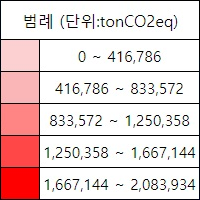 범례 (단위:tonCO2eq)
0 ~ 416,786
416,786 ~ 833,572
833,572 ~ 1,250,358
1,250,358 ~ 1,667,144
1,667,144 ~ 2,083,934